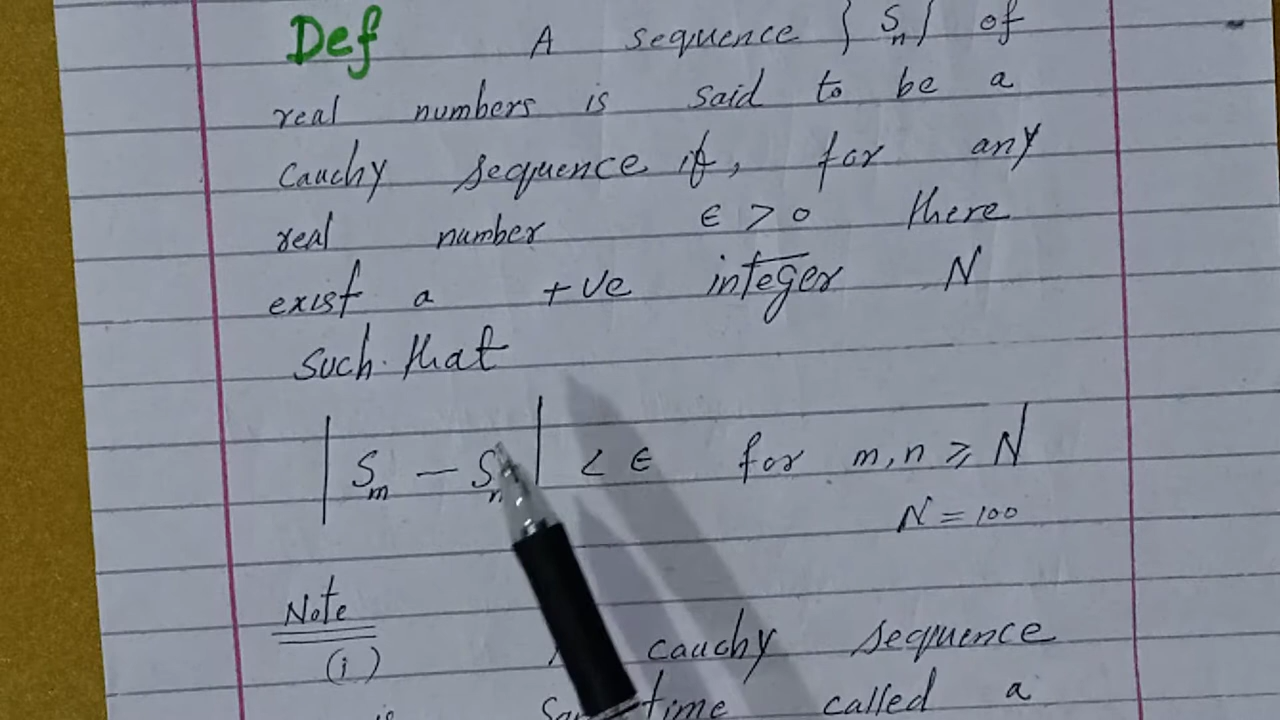 Def A sequence { Sn } of
real numbers is said to be a
cauchy sequence if, for any
real number ϵ > 0 there
exist a +ve integer N
such that
| Sm - Sn | < ϵ for m,n ⩾ N
N = 100
Note
(i) cauchy sequence
is time called a